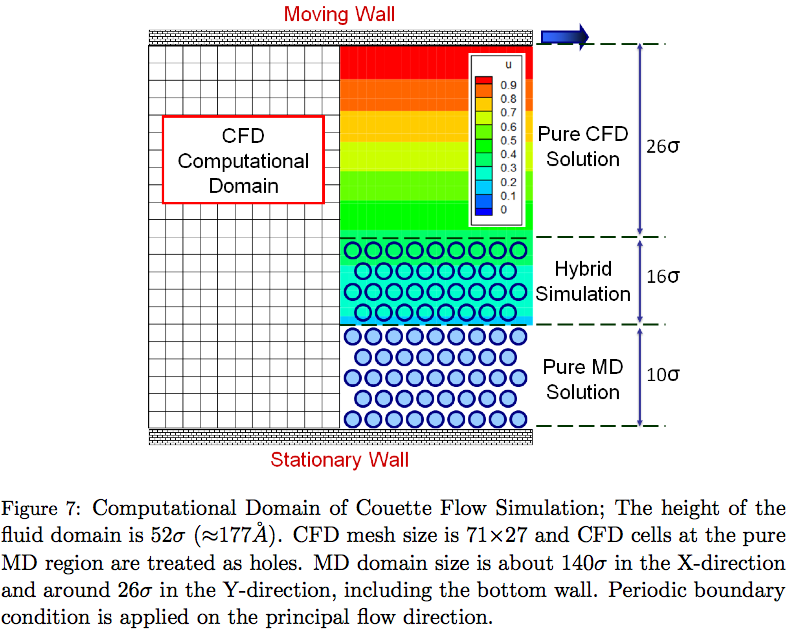 Moving Wall
u
0.9
0.8
0.7
0.6
0.5
0.4
0.3
0.2
0.1
0
CFD
Computational
Domain
Pure CFD
Solution
26σ
Hybrid
Simulation
16σ
Pure MD
Solution
10σ
Stationary Wall
Figure 7: Computational Domain of Couette Flow Simulation; The height of the
fluid domain is 52σ (≈177Å). CFD mesh size is 71×27 and CFD cells at the pure
MD region are treated as holes. MD domain size is about 140σ in the X-direction
and around 26σ in the Y-direction, including the bottom wall. Periodic boundary
condition is applied on the principal flow direction.